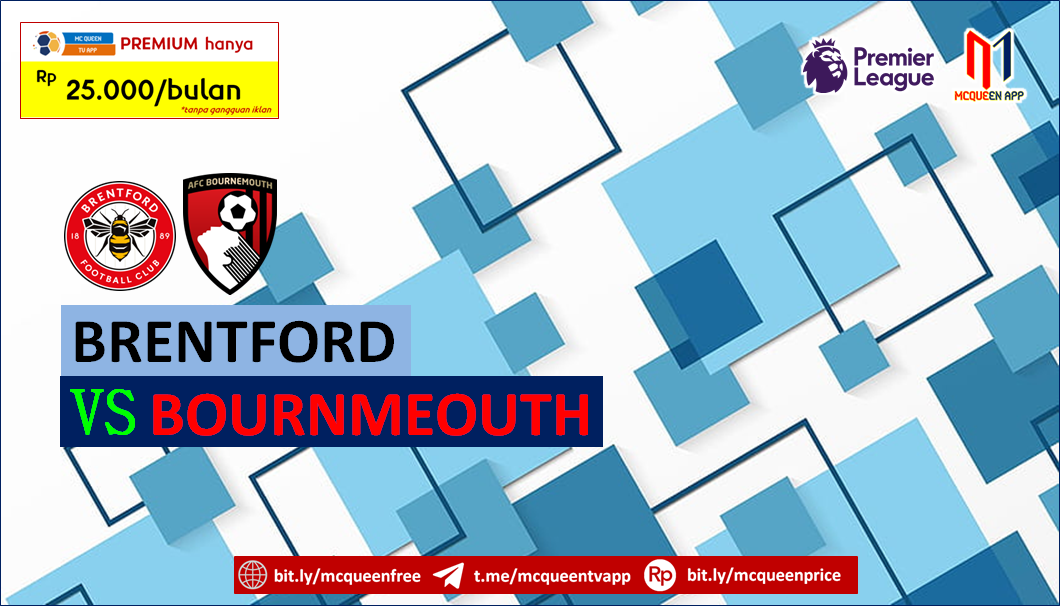 MC QUEEN
TV APP
PREMIUM hanya
Rp 25.000/bulan
*tanpa gangguan iklan
Premier
League
MCQUEEN APP
BRENTFORD
18 89
FOOTBALL CLUB
AFC BOURNEMOUTH
BRENTFORD
VS BOURNMEOUTH
bit.ly/mcqueenfree t.me/mcqueentvapp Rp bit.ly/mcqueenprice